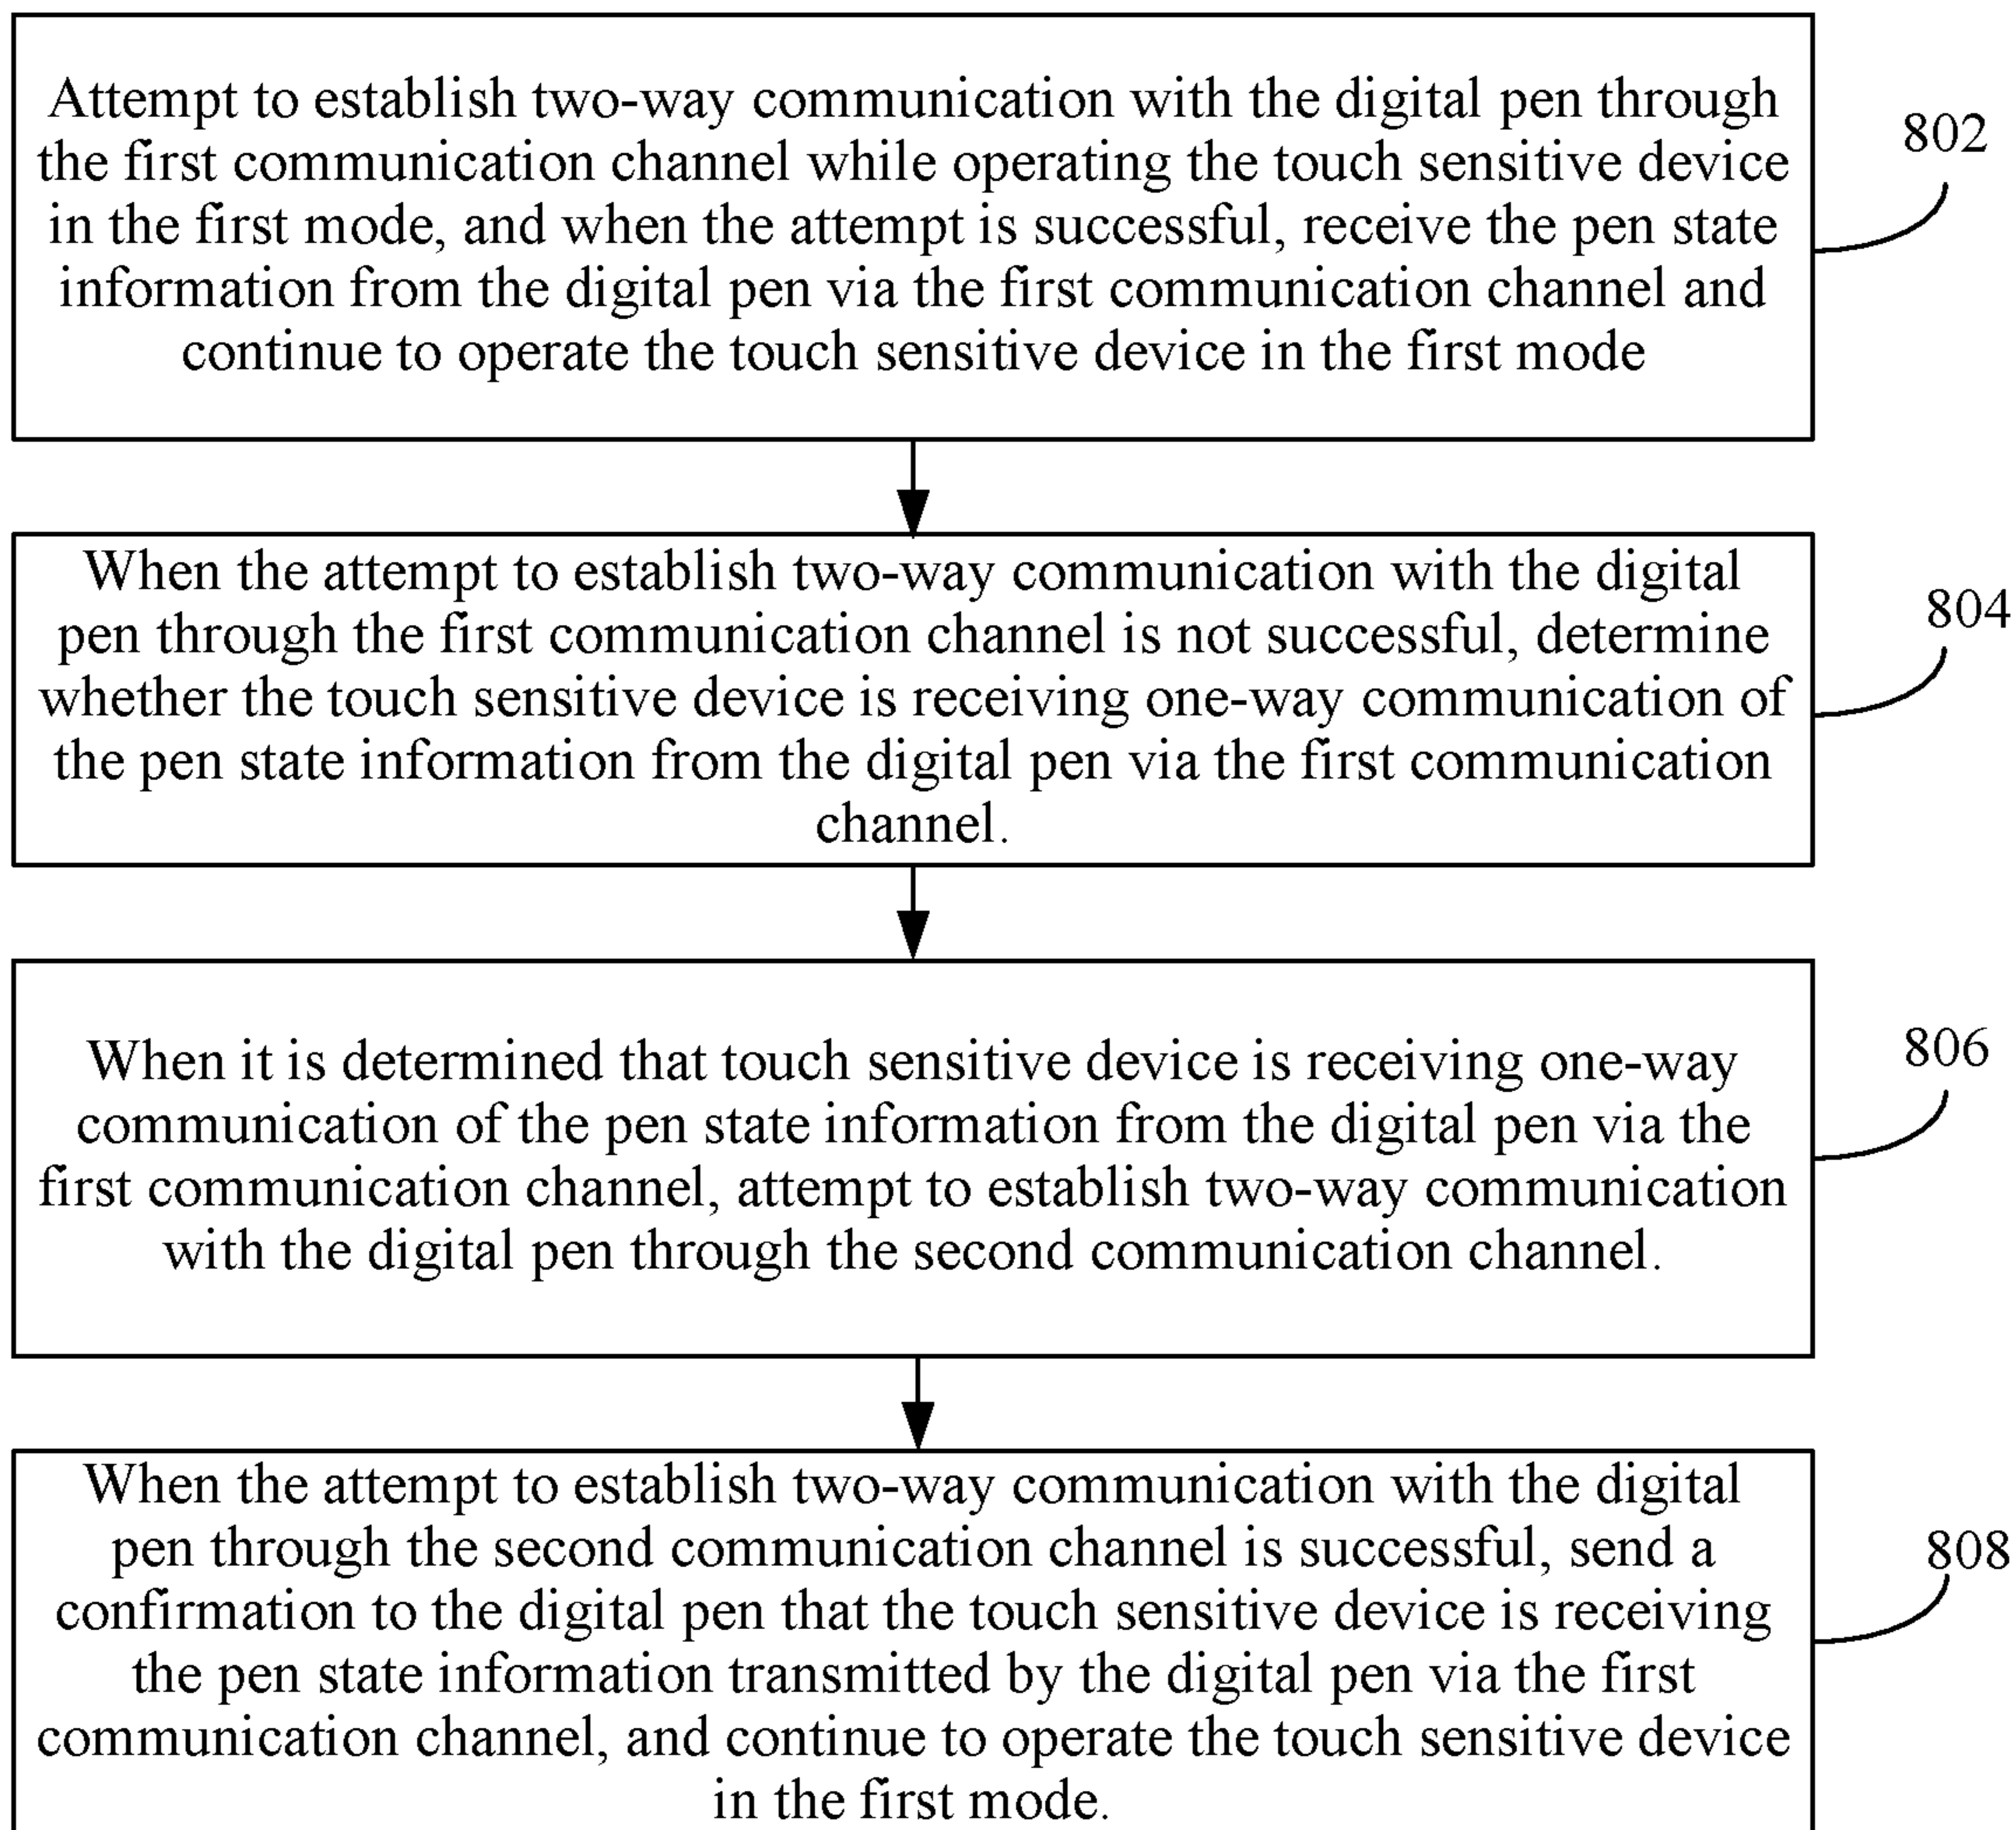 Attempt to establish two-way communication with the digital pen through
the first communication channel while operating the touch sensitive device
in the first mode, and when the attempt is successful, receive the pen state
information from the digital pen via the first communication channel and
continue to operate the touch sensitive device in the first mode
802
When the attempt to establish two-way communication with the digital
pen through the first communication channel is not successful, determine
whether the touch sensitive device is receiving one-way communication of
the pen state information from the digital pen via the first communication
channel.
804
When it is determined that touch sensitive device is receiving one-way
communication of the pen state information from the digital pen via the
first communication channel, attempt to establish two-way communication
with the digital pen through the second communication channel.
806
When the attempt to establish two-way communication with the digital
pen through the second communication channel is successful, send a
confirmation to the digital pen that the touch sensitive device is receiving
the pen state information transmitted by the digital pen via the first
communication channel, and continue to operate the touch sensitive device
in the first mode.
808